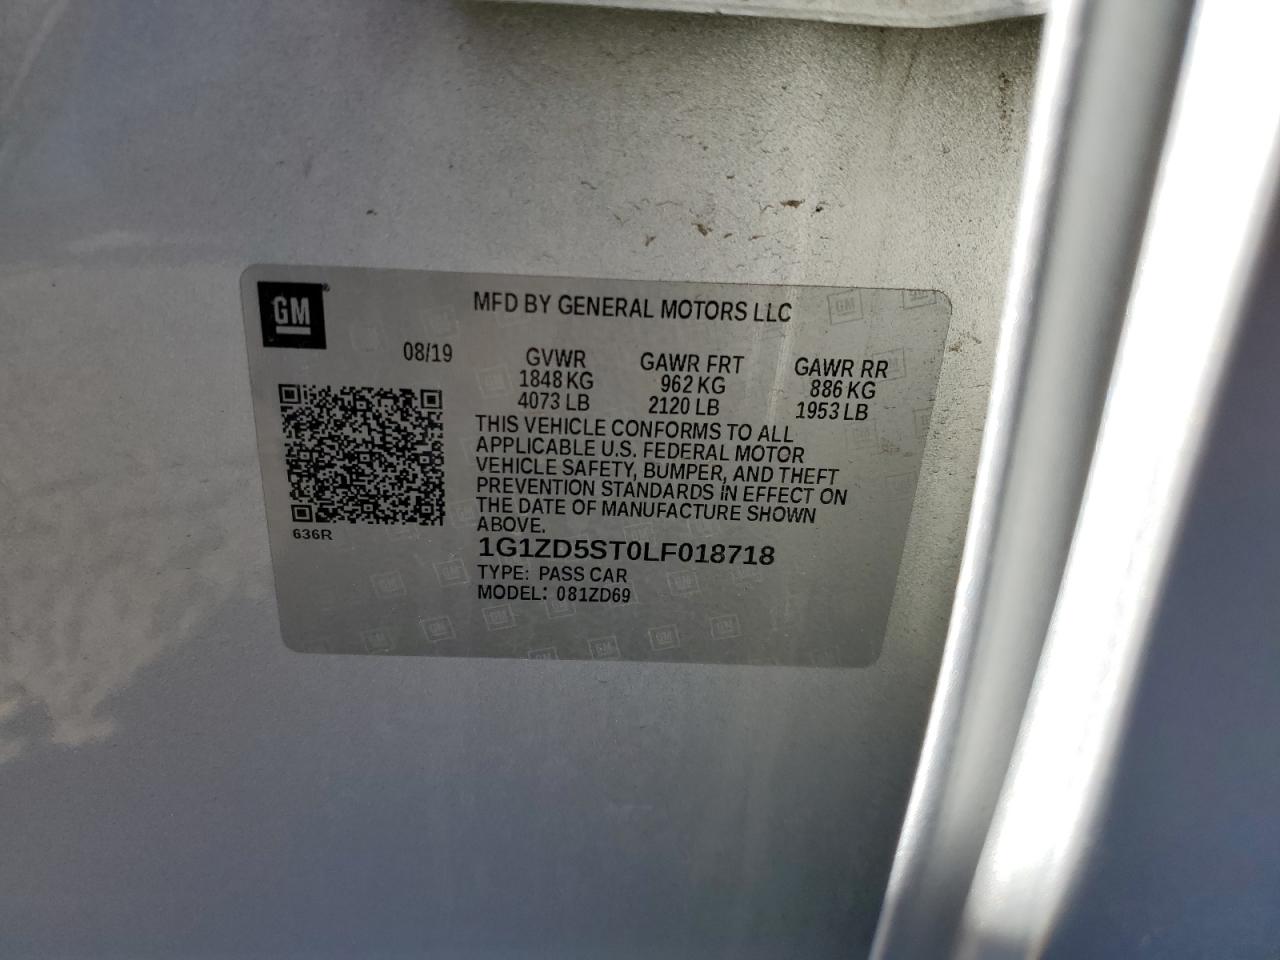 GM
MFD BY GENERAL MOTORS LLC
08/19
GVWR GAWR FRT GAWR RR
1848 KG 962 KG 886 KG
4073 LB 2120 LB 1953 LB
THIS VEHICLE CONFORMS TO ALL
APPLICABLE U.S. FEDERAL MOTOR
VEHICLE SAFETY, BUMPER, AND THEFT
PREVENTION STANDARDS IN EFFECT ON
THE DATE OF MANUFACTURE SHOWN
ABOVE.
636R
1G1ZD5ST0LF018718
TYPE: PASS CAR
MODEL: 081ZD69